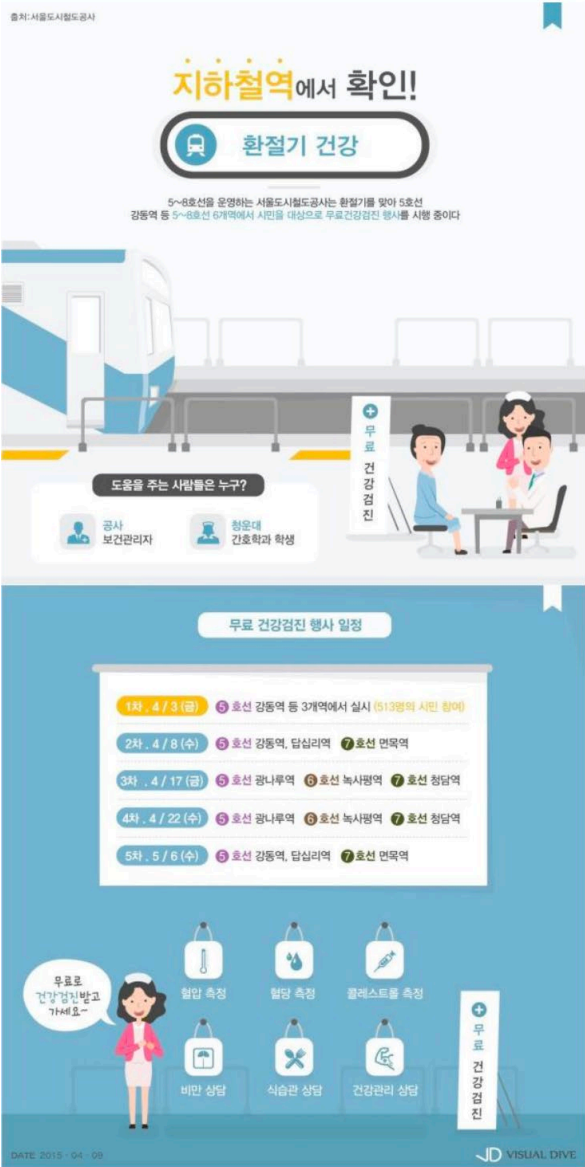 출처:서울도시철도공사
지하철역에서 확인!
환절기 건강
5~8호선을 운영하는 서울도시철도공사는 환절기를 맞아 5호선
강동역 등 5~8호선 6개역에서 시민을 대상으로 무료건강검진 행사를 시행 중이다
무료 건강검진
도움을 주는 사람들은 누구?
공사
보건관리자
청운대
간호학과 학생
무료 건강검진 행사 일정
1차 . 4 / 3 (금) 5 호선 강동역 등 3개역에서 실시 (513명의 시민 참여)
2차 . 4 / 8 (수) 5 호선 강동역, 답십리역 7 호선 면목역
3차 . 4 / 17 (금) 5 호선 광나루역 6 호선 녹사평역 7 호선 청담역
4차 . 4 / 22 (수) 5 호선 광나루역 6 호선 녹사평역 7 호선 청담역
5차 . 5 / 6 (수) 5 호선 강동역, 답십리역 7 호선 면목역
무료로
건강검진받고
가세요~
혈압 측정 혈당 측정 콜레스트롤 측정
비만 상담 식습관 상담 건강관리 상담
무료 건강검진
DATE 2015 · 04 · 09
VISUAL DIVE